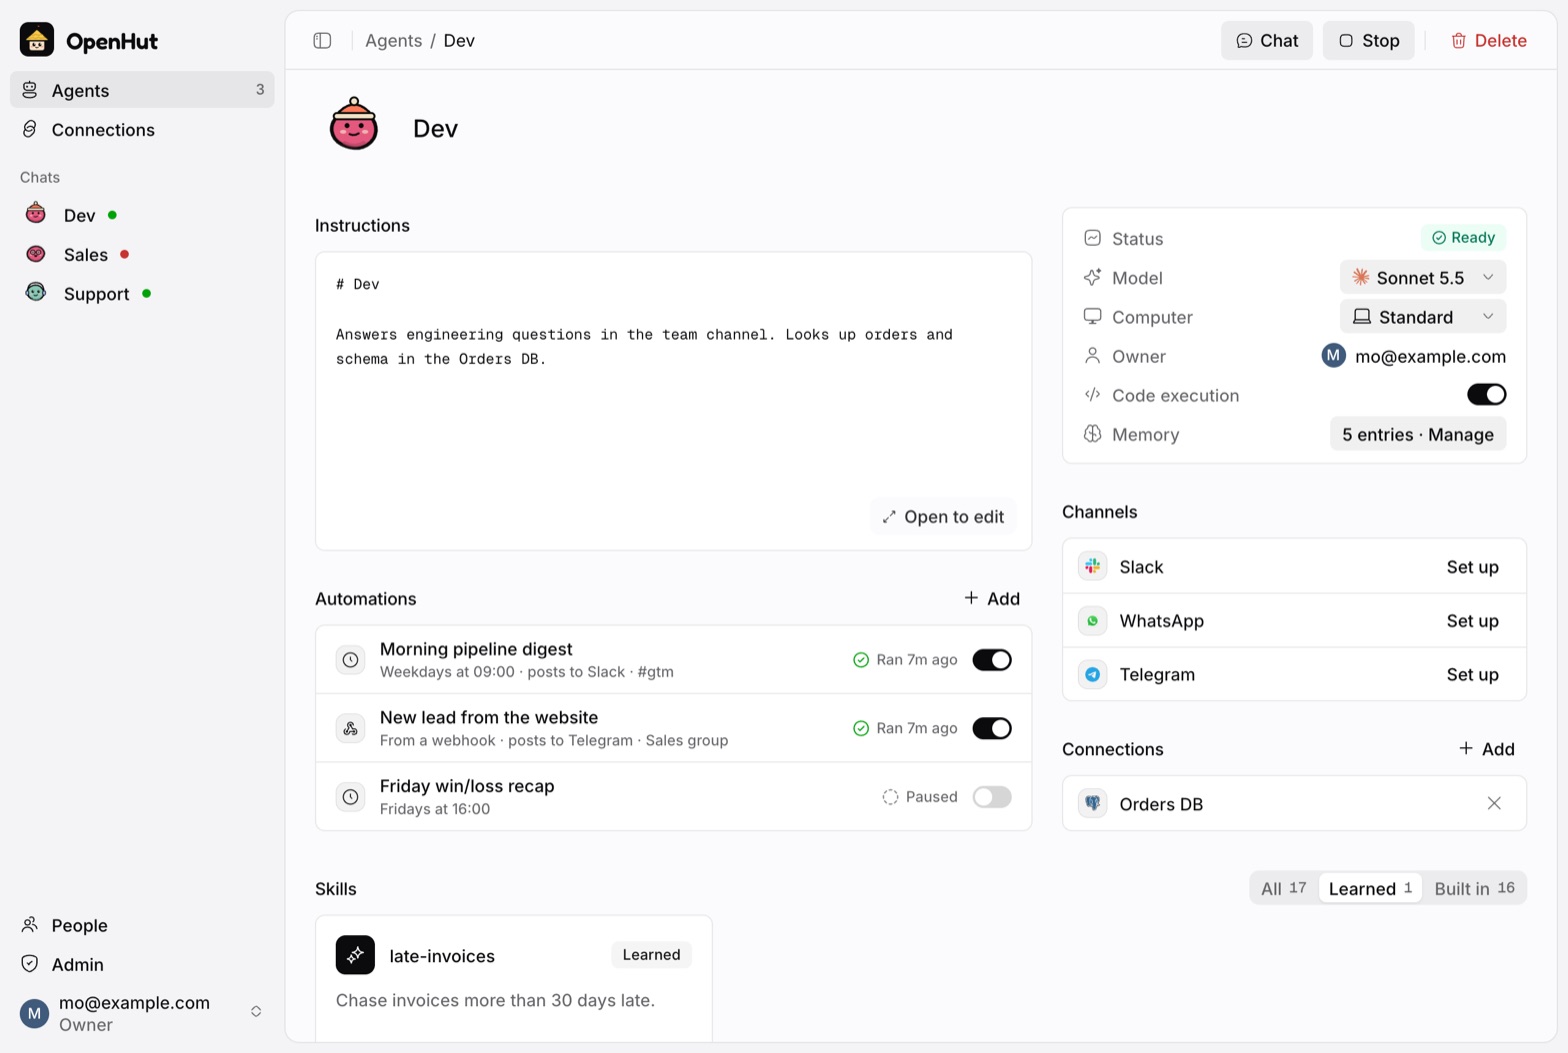 OpenHut
Agents 3
Connections
Chats
Dev
Sales
Support
People
Admin
M
mo@example.com
Owner
Agents / Dev
Chat
Stop
Delete
Dev
Instructions
# Dev
Answers engineering questions in the team channel. Looks up orders and
schema in the Orders DB.
Open to edit
Automations
+ Add
Morning pipeline digest
Weekdays at 09:00 · posts to Slack · #gtm
Ran 7m ago
New lead from the website
From a webhook · posts to Telegram · Sales group
Ran 7m ago
Friday win/loss recap
Fridays at 16:00
Paused
Status
Ready
Model
Sonnet 5.5
Computer
Standard
Owner
M mo@example.com
Code execution
Memory
5 entries · Manage
Channels
Slack
Set up
WhatsApp
Set up
Telegram
Set up
Connections
+ Add
Orders DB
Skills
All 17
Learned 1
Built in 16
late-invoices
Learned
Chase invoices more than 30 days late.